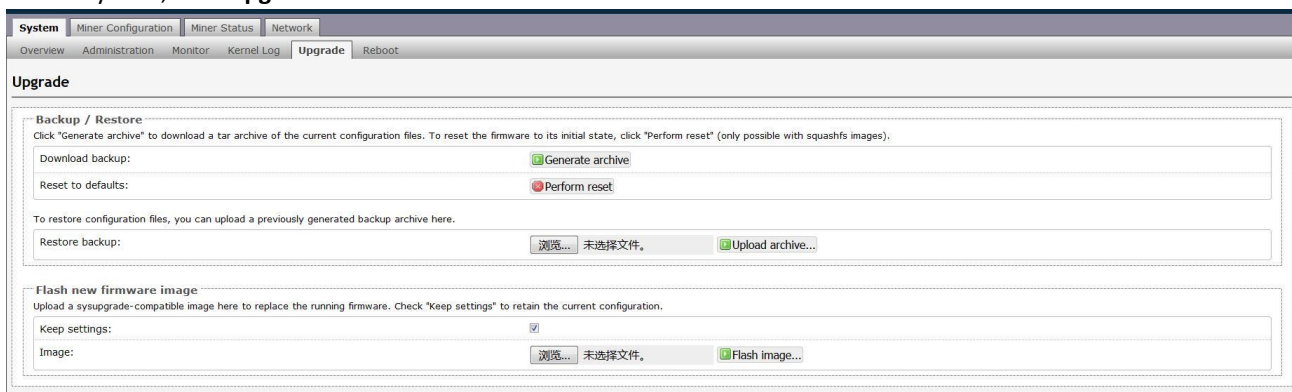 System Miner Configuration Miner Status Network
Overview Administration Monitor Kernel Log Upgrade Reboot
Upgrade
Backup / Restore
Click "Generate archive" to download a tar archive of the current configuration files. To reset the firmware to its initial state, click "Perform reset" (only possible with squashfs images).
Download backup: Generate archive
Reset to defaults: Perform reset
To restore configuration files, you can upload a previously generated backup archive here.
Restore backup: 浏览... 未选择文件。 Upload archive...
Flash new firmware image
Upload a sysupgrade-compatible image here to replace the running firmware. Check "Keep settings" to retain the current configuration.
Keep settings:
Image: 浏览... 未选择文件。 Flash image...